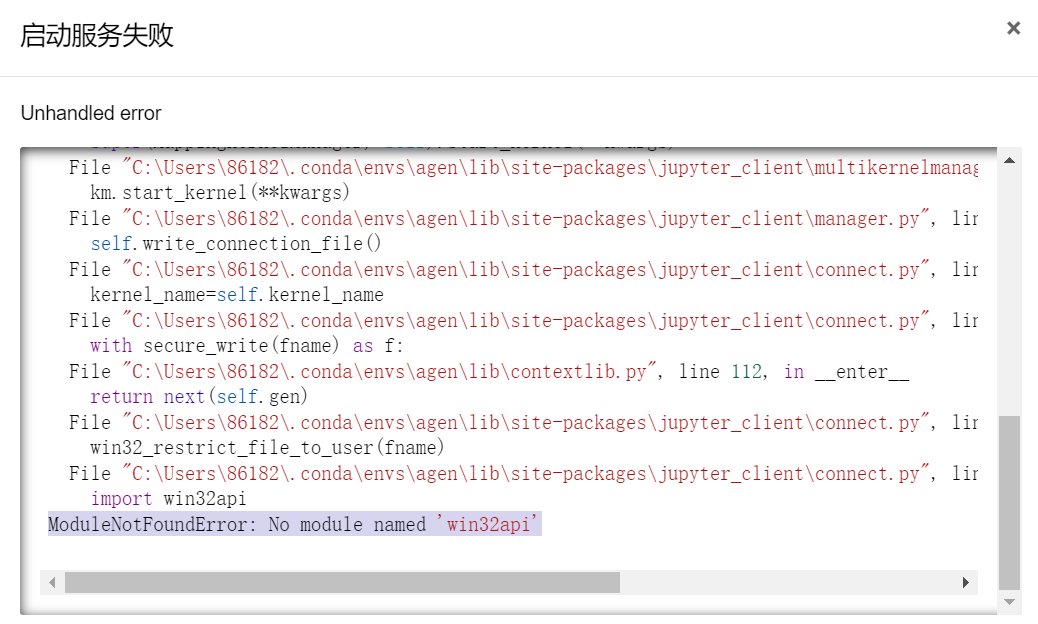 启动服务失败
×
Unhandled error
File "C:\Users\86182\.conda\envs\agen\lib\site-packages\jupyter_client\multikernelmanag
km.start_kernel(**kwargs)
File "C:\Users\86182\.conda\envs\agen\lib\site-packages\jupyter_client\manager.py", lin
self.write_connection_file()
File "C:\Users\86182\.conda\envs\agen\lib\site-packages\jupyter_client\connect.py", lin
kernel_name=self.kernel_name
File "C:\Users\86182\.conda\envs\agen\lib\site-packages\jupyter_client\connect.py", lin
with secure_write(fname) as f:
File "C:\Users\86182\.conda\envs\agen\lib\contextlib.py", line 112, in __enter__
return next(self.gen)
File "C:\Users\86182\.conda\envs\agen\lib\site-packages\jupyter_client\connect.py", lin
win32_restrict_file_to_user(fname)
File "C:\Users\86182\.conda\envs\agen\lib\site-packages\jupyter_client\connect.py", lin
import win32api
ModuleNotFoundError: No module named 'win32api'